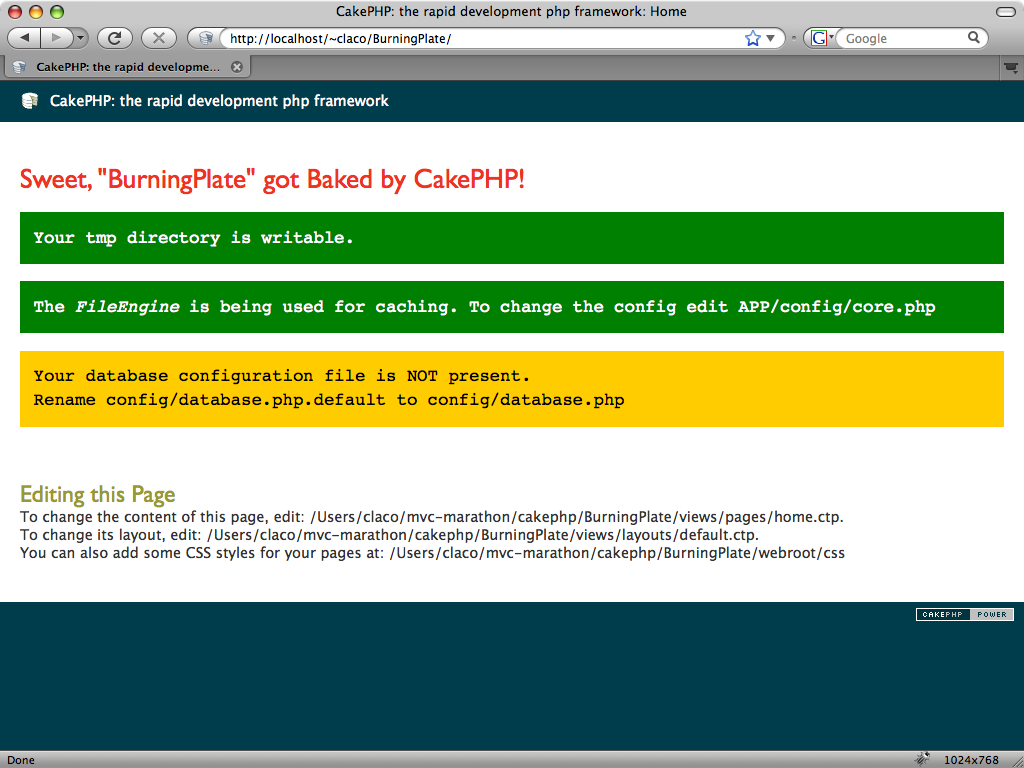 CakePHP: the rapid development php framework: Home
http://localhost/~claco/BurningPlate/
G
Google
CakePHP: the rapid developme...
CakePHP: the rapid development php framework
Sweet, "BurningPlate" got Baked by CakePHP!
Your tmp directory is writable.
The FileEngine is being used for caching. To change the config edit APP/config/core.php
Your database configuration file is NOT present.
Rename config/database.php.default to config/database.php
Editing this Page
To change the content of this page, edit: /Users/claco/mvc-marathon/cakephp/BurningPlate/views/pages/home.ctp.
To change its layout, edit: /Users/claco/mvc-marathon/cakephp/BurningPlate/views/layouts/default.ctp.
You can also add some CSS styles for your pages at: /Users/claco/mvc-marathon/cakephp/BurningPlate/webroot/css
CAKEPHP POWER
Done
1024x768